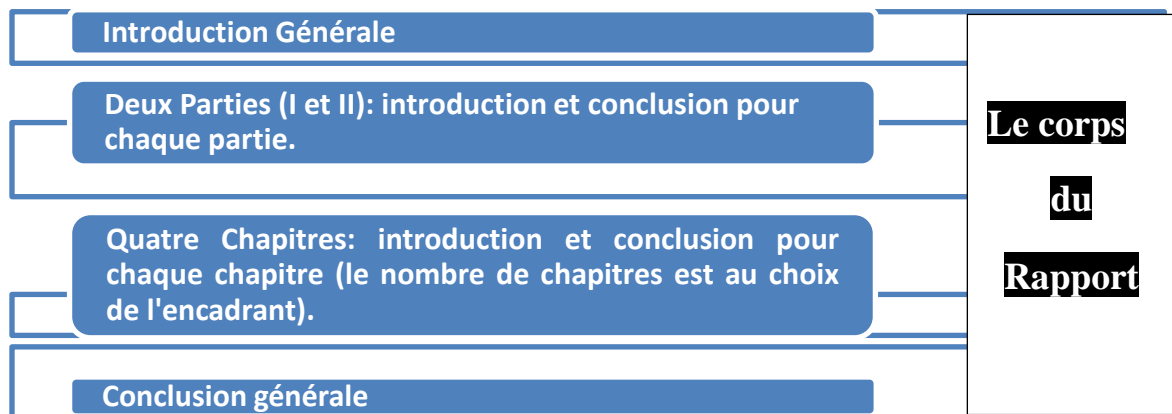 Introduction Générale
Deux Parties (I et II): introduction et conclusion pour
chaque partie.
Quatre Chapitres: introduction et conclusion pour
chaque chapitre (le nombre de chapitres est au choix
de l'encadrant).
Conclusion générale
Le corps
du
Rapport